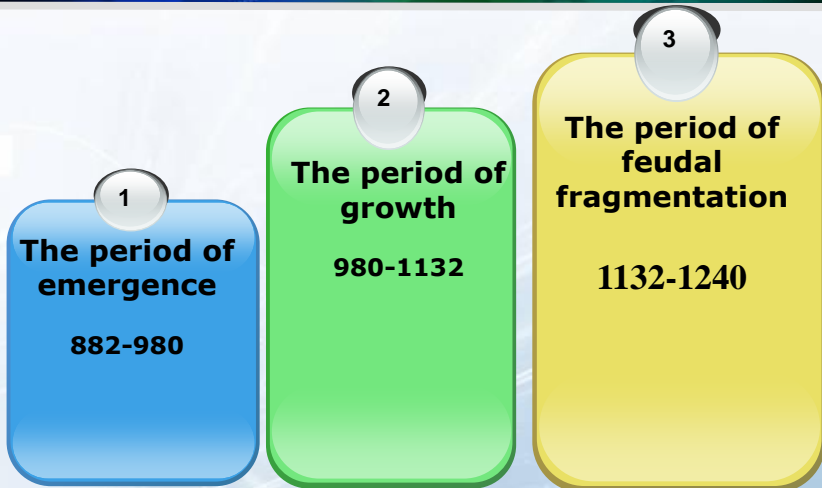 1
The period of
emergence
882-980
2
The period of
growth
980-1132
3
The period of
feudal
fragmentation
1132-1240